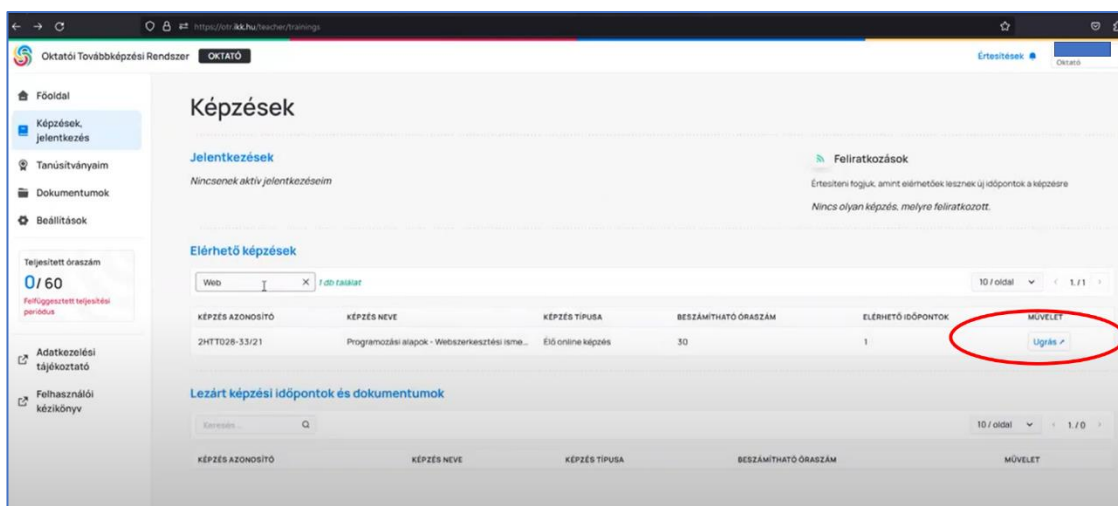 https://otr.ikk.hu/teacher/trainings
Oktatói Továbbképzési Rendszer OKTATÓ
Értesítések
Oktató
Főoldal
Képzések, jelentkezés
Tanúsítványaim
Dokumentumok
Beállítások
Teljesített óraszám
0 / 60
Felfüggesztett teljesítési periódus
Adatkezelési tájékoztató
Felhasználói kézikönyv
Képzések
Jelentkezések
Nincsenek aktív jelentkezéseim
Feliratkozások
Értesíteni fogjuk, amint elérhetőek lesznek új időpontok a képzésre
Nincs olyan képzés, melyre feliratkozott.
Elérhető képzések
Web 1 db találat 10 / oldal 1. / 1
KÉPZÉS AZONOSÍTÓ KÉPZÉS NEVE KÉPZÉS TÍPUSA BESZÁMÍTHATÓ ÓRASZÁM ELÉRHETŐ IDŐPONTOK MŰVELET
2HTT028-33/21 Programozási alapok - Webszerkesztési isme... Élő online képzés 30 1 Ugrás
Lezárt képzési időpontok és dokumentumok
Keresés... 10 / oldal 1. / 0
KÉPZÉS AZONOSÍTÓ KÉPZÉS NEVE KÉPZÉS TÍPUSA BESZÁMÍTHATÓ ÓRASZÁM MŰVELET